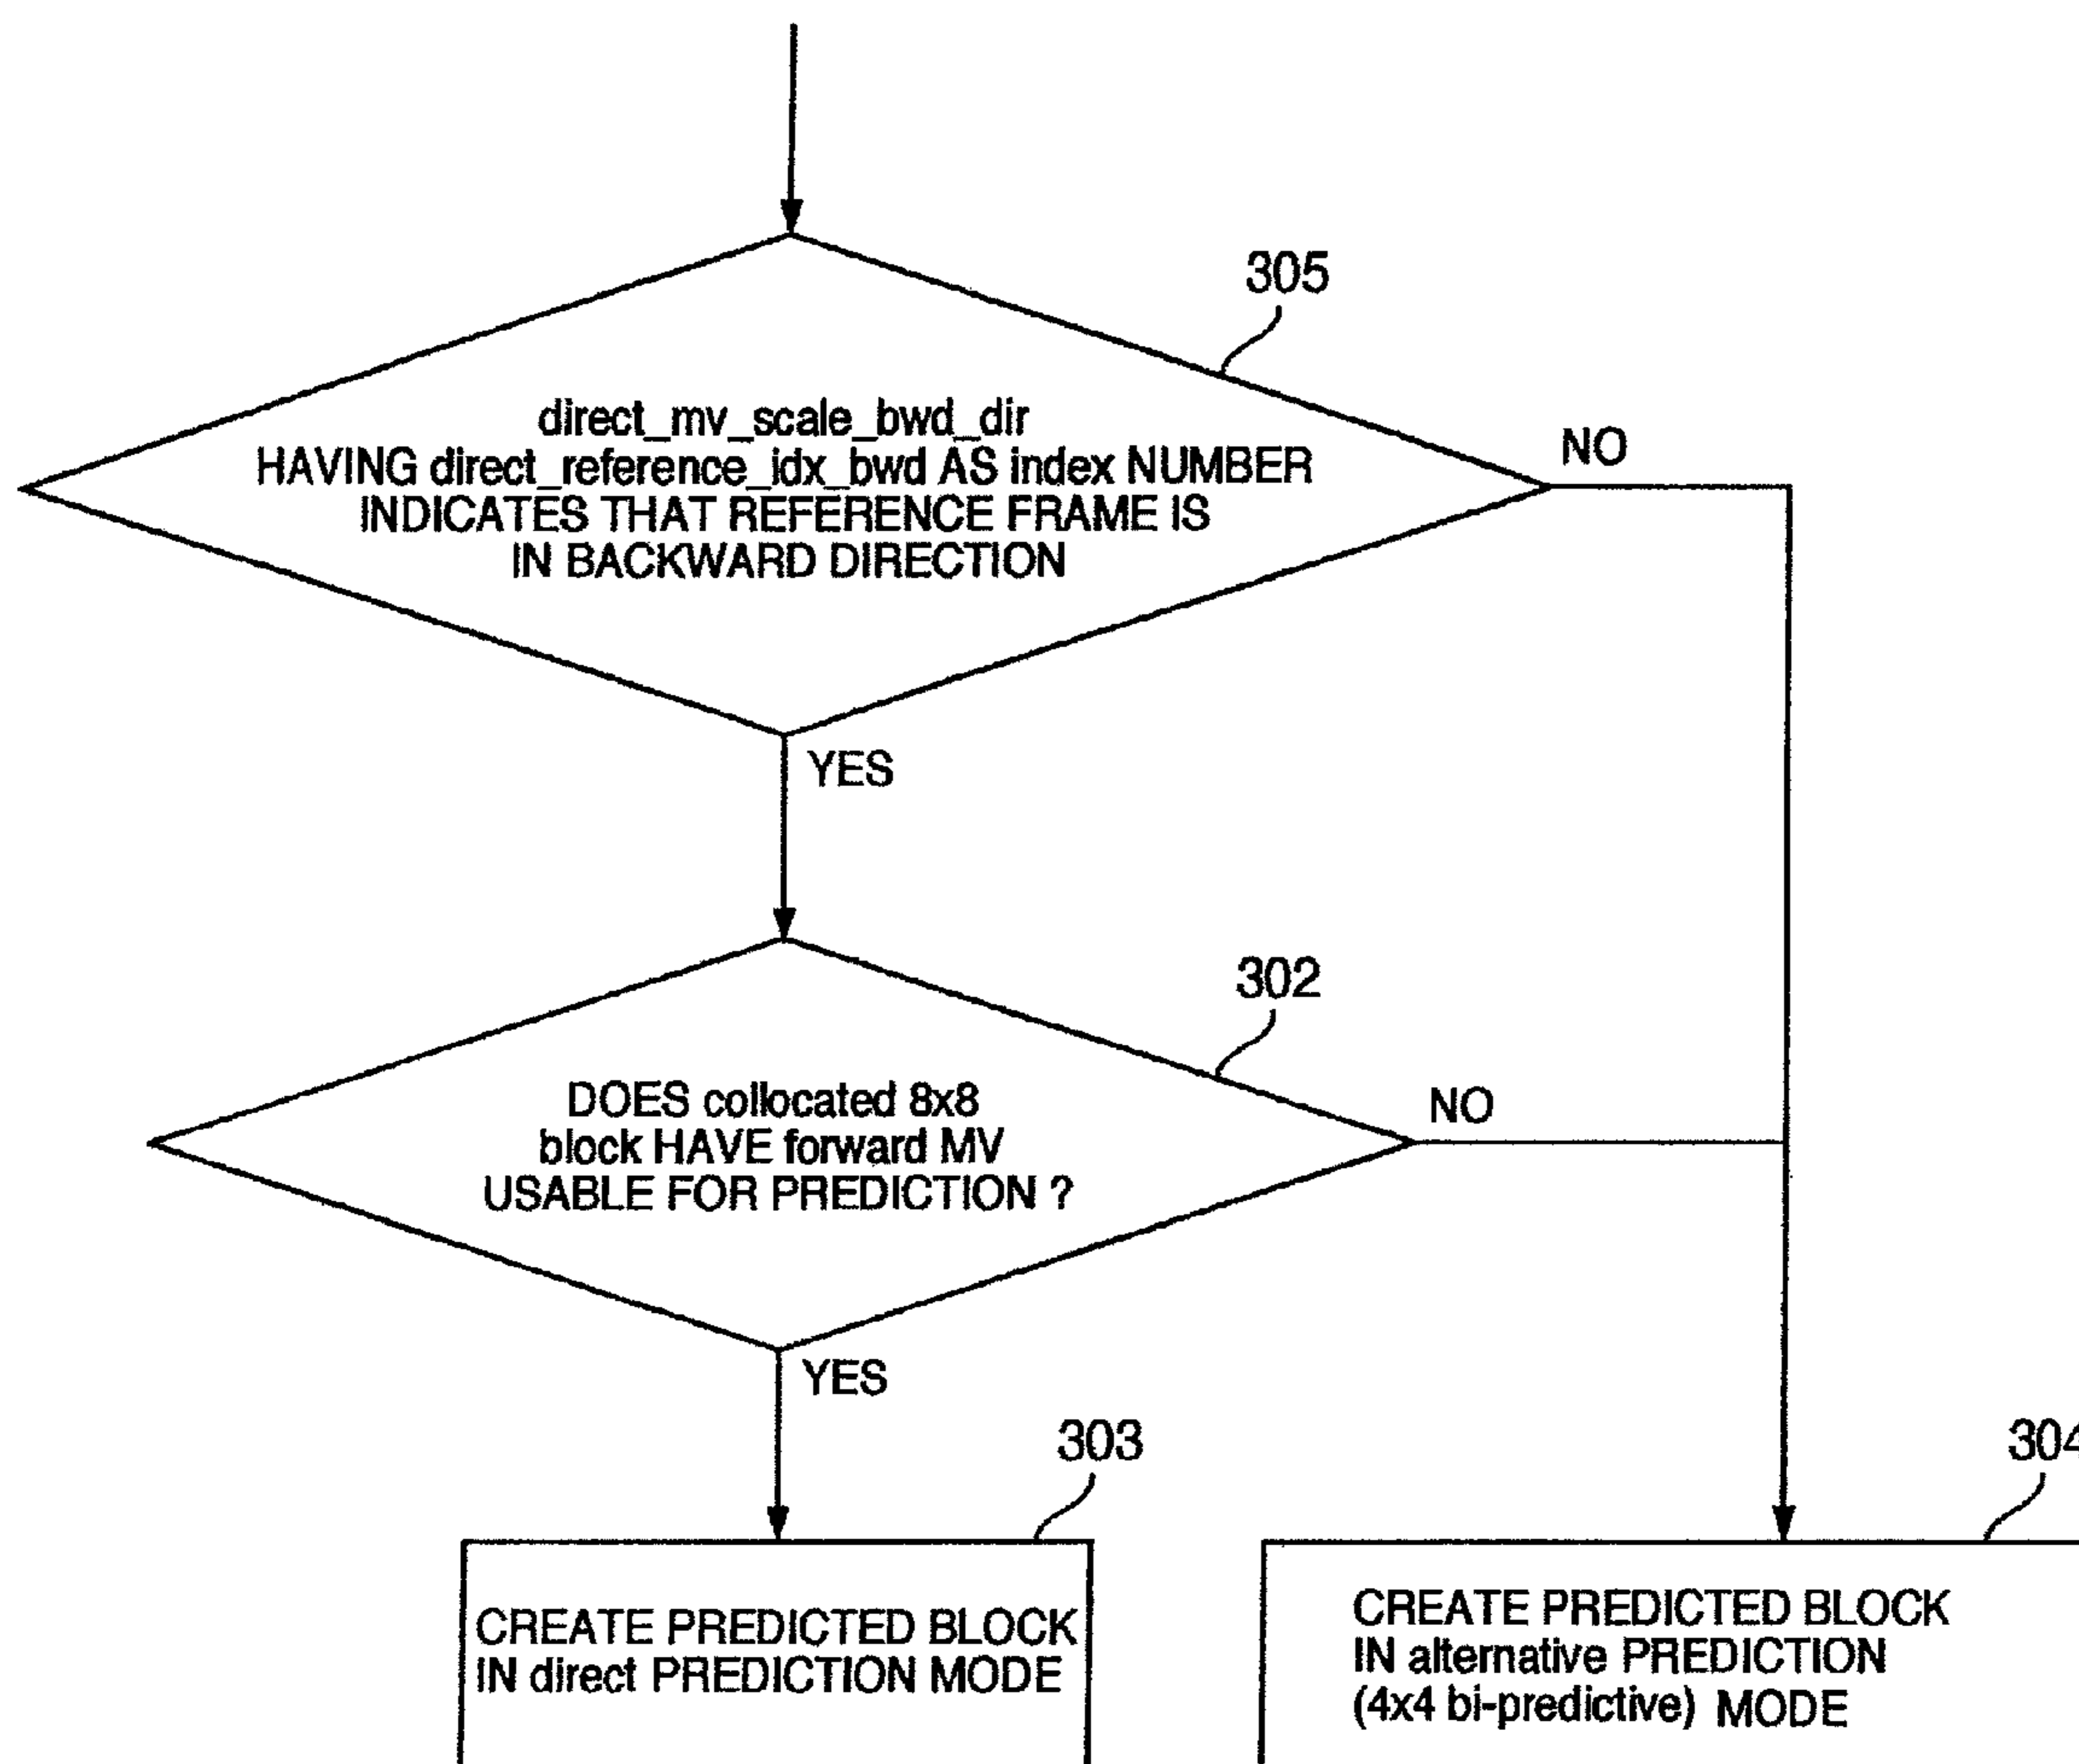 305
direct_mv_scale_bwd_dir
HAVING direct_reference_idx_bwd AS index NUMBER
INDICATES THAT REFERENCE FRAME IS
IN BACKWARD DIRECTION
NO
YES
302
DOES collocated 8x8
block HAVE forward MV
USABLE FOR PREDICTION ?
NO
YES
303
304
CREATE PREDICTED BLOCK
IN direct PREDICTION MODE
CREATE PREDICTED BLOCK
IN alternative PREDICTION
(4x4 bi-predictive) MODE